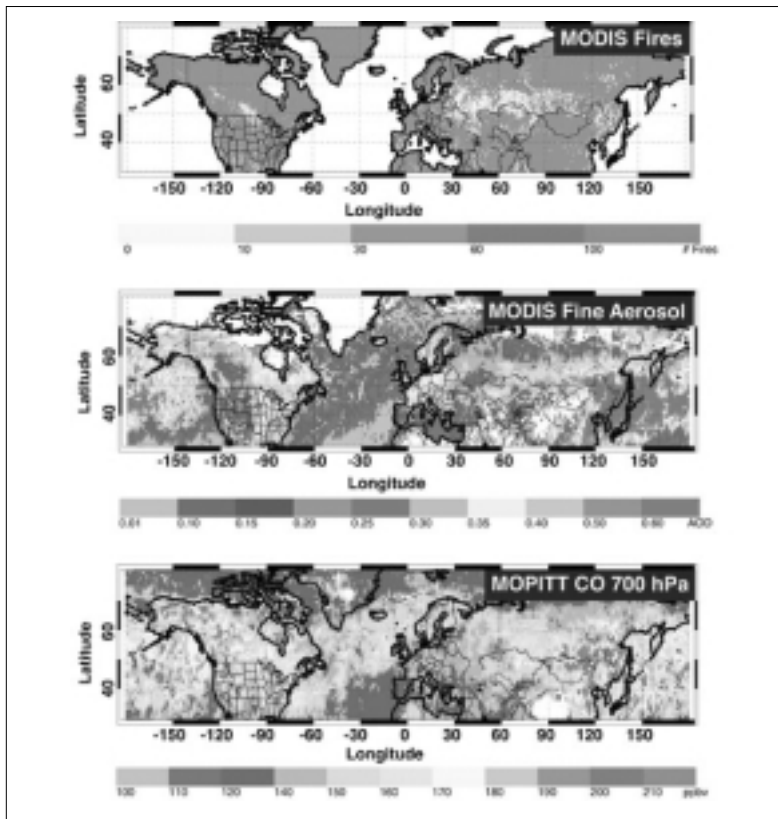 MODIS Fires
Latitude
60
40
-150 -120 -90 -60 -30 0 30 60 90 120 150
Longitude
0 10 30 60 100 # Fires
MODIS Fine Aerosol
Latitude
60
40
-150 -120 -90 -60 -30 0 30 60 90 120 150
Longitude
0.01 0.10 0.15 0.20 0.25 0.30 0.35 0.40 0.50 0.60 AOD
MOPITT CO 700 hPa
Latitude
60
40
-150 -120 -90 -60 -30 0 30 60 90 120 150
Longitude
100 110 120 140 150 160 170 180 190 200 210 ppbv